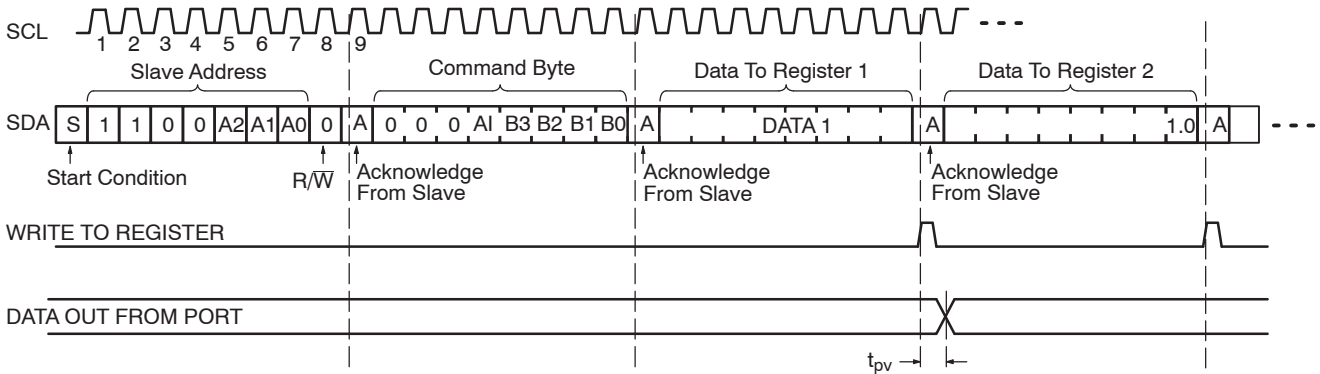 SCL
1 2 3 4 5 6 7 8 9
Slave Address Command Byte Data To Register 1 Data To Register 2
SDA S 1 1 0 0 A2 A1 A0 0 A 0 0 0 AI B3 B2 B1 B0 A DATA 1 A 1.0 A
Start Condition R/W̅ Acknowledge From Slave Acknowledge From Slave Acknowledge From Slave
WRITE TO REGISTER
DATA OUT FROM PORT
tpv